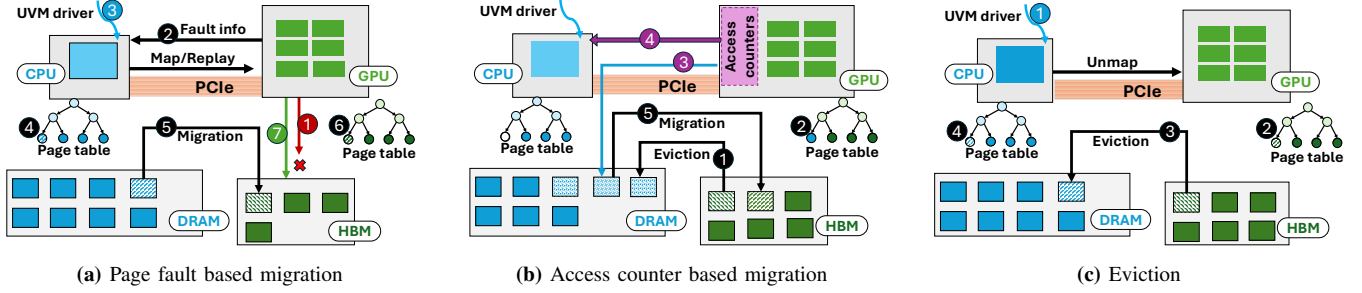 UVM driver
3
2
Fault info
Map/Replay
CPU
GPU
PCIe
4
5
Migration
7
1
6
Page table
Page table
DRAM
HBM
(a) Page fault based migration
UVM driver
4
3
Access
counters
CPU
GPU
PCIe
5
Migration
2
Page table
Eviction
1
Page table
DRAM
HBM
(b) Access counter based migration
UVM driver
1
CPU
Unmap
GPU
PCIe
4
Eviction
3
2
Page table
Page table
DRAM
HBM
(c) Eviction